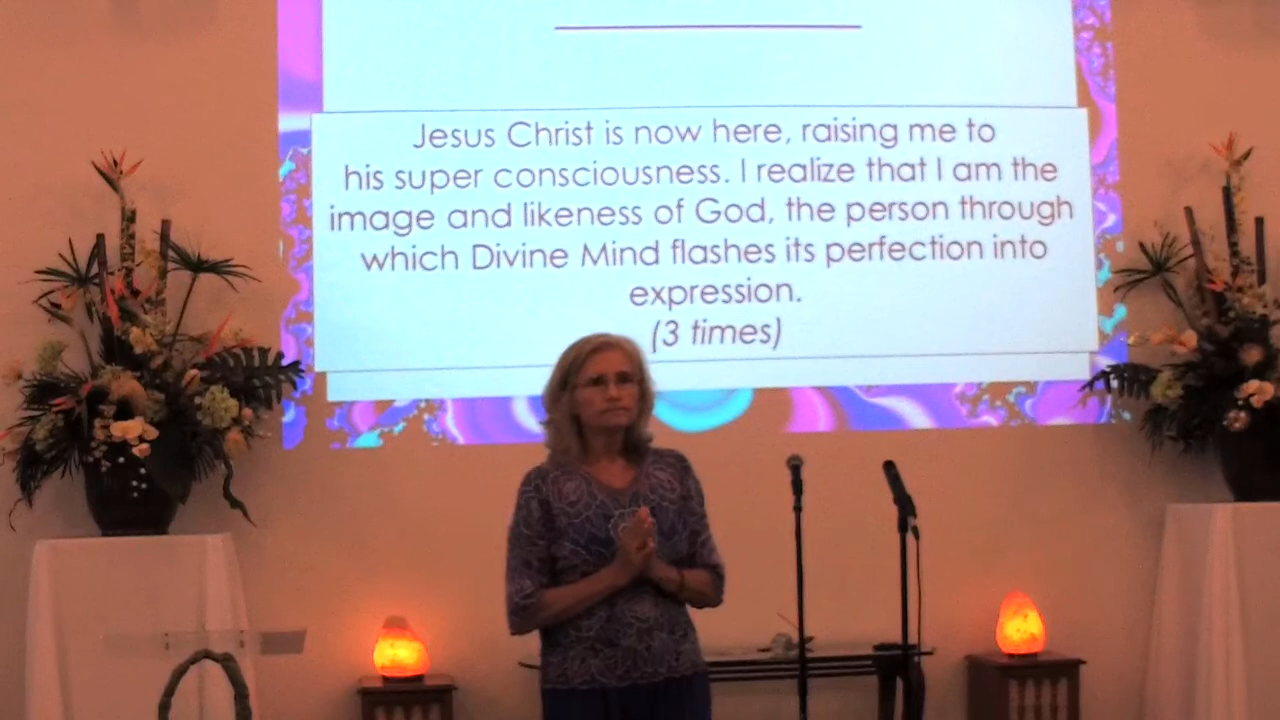 Jesus Christ is now here, raising me to
his super consciousness. I realize that I am the
image and likeness of God, the person through
which Divine Mind flashes its perfection into
expression.
(3 times)